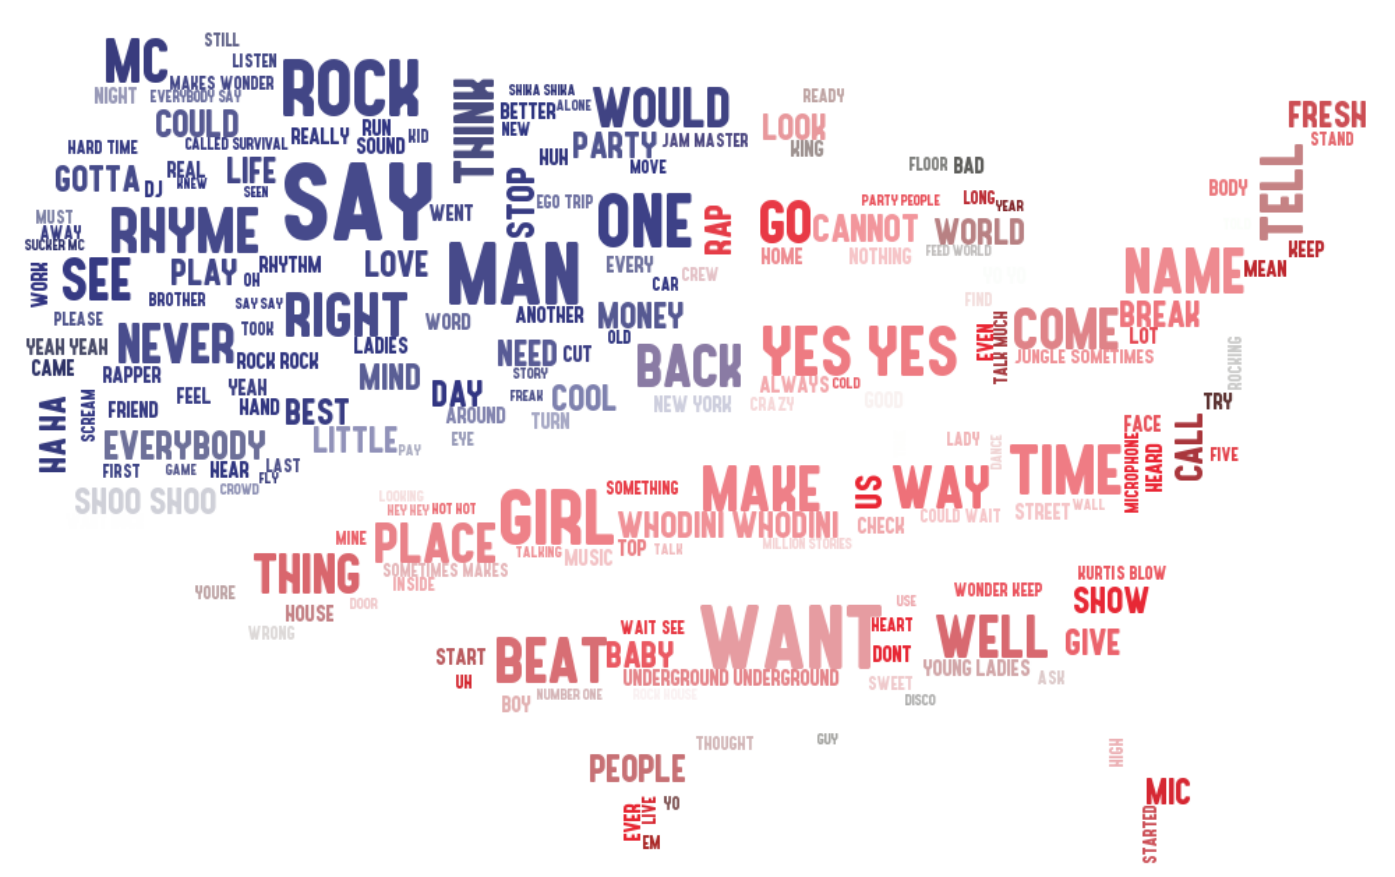 STILL
MC
LISTEN
ROCK
MAKES WONDER
NIGHT
EVERYBODY SAY
THINK
SHIKA SHIKA
BETTER
ALONE
WOULD
READY
FRESH
COULD
NEW
LOOK
STAND
HARD TIME
CALLED SURVIVAL
REALLY
RUN
KID
SOUND
HUH
PARTY
JAM MASTER
KING
GOTTA
DJ
REAL
KNEW
LIFE
SEEN
SAY
STOP
MOVE
FLOOR
BAD
BODY
TELL
MUST
AWAY
SUCKER MC
RHYME
WENT
EGO TRIP
ONE
RAP
GO
CANNOT
PARTY PEOPLE
LONG
YEAR
WORLD
FEED WORLD
HOME
NOTHING
KEEP
WORK
SEE
PLAY
OH
RHYTHM
LOVE
MAN
EVERY
CREW
CAR
NAME
MEAN
BROTHER
SAY SAY
RIGHT
FIND
PLEASE
NEVER
TOOK
WORD
ANOTHER
MONEY
COME
BREAK
LOT
YEAH YEAH
CAME
ROCK ROCK
LADIES
NEED
CUT
OLD
BACK
YES YES
EVEN
TALK MUCH
JUNGLE SOMETIMES
ROCKING
RAPPER
MIND
STORY
ALWAYS
COLD
HA HA
SCREAM
FRIEND
FEEL
YEAH
HAND
BEST
DAY
AROUND
FREAK
COOL
TURN
NEW YORK
CRAZY
GOOD
TRY
EVERYBODY
LITTLE
PAY
EYE
LADY
DANCE
TIME
FACE
MICROPHONE
HEARD
CALL
FIVE
FIRST
GAME
HEAR
LAST
FLY
CROWD
SHOO SHOO
LOOKING
HEY HEY
HOT HOT
GIRL
SOMETHING
MAKE
US
WAY
COULD WAIT
STREET
WALL
MINE
PLACE
TALKING
MUSIC
WHODINI WHODINI
TOP
TALK
MILLION STORIES
CHECK
THING
SOMETIMES MAKES
INSIDE
YOURE
HOUSE
DOOR
WRONG
KURTIS BLOW
WONDER KEEP
SHOW
USE
START
UH
BEAT
WAIT SEE
BABY
WANT
HEART
DONT
WELL
GIVE
UNDERGROUND UNDERGROUND
SWEET
YOUNG LADIES
ASK
BOY
NUMBER ONE
ROCK HOUSE
DISCO
THOUGHT
GUY
HIGH
PEOPLE
EVER
LIVE
YO
EM
MIC
STARTED